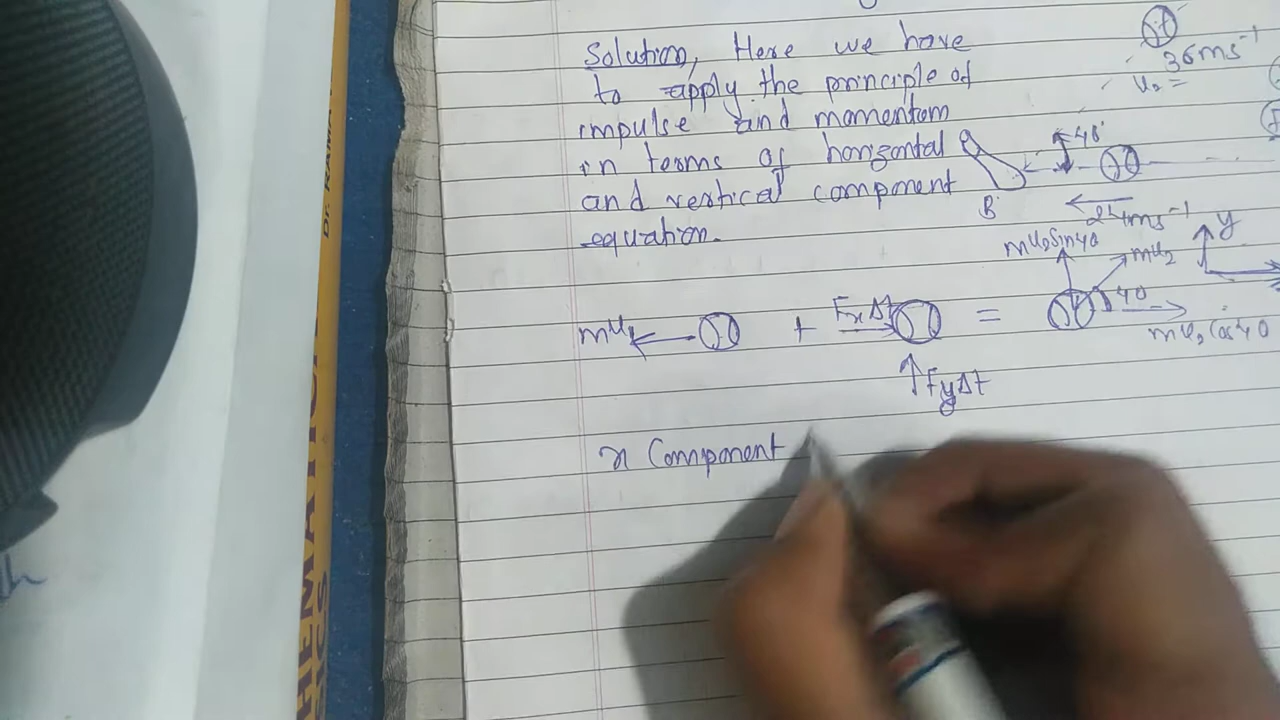 Solution, Here we have
to apply the principle of
impulse and momentom
in terms of horizontal
and vertical component
equation.
36ms⁻¹
40°
B
24ms⁻¹
y
mu₂Sin40
mu₂
40
mu₂Cos40
mu₁ + FxΔt =
FyΔt
x Component